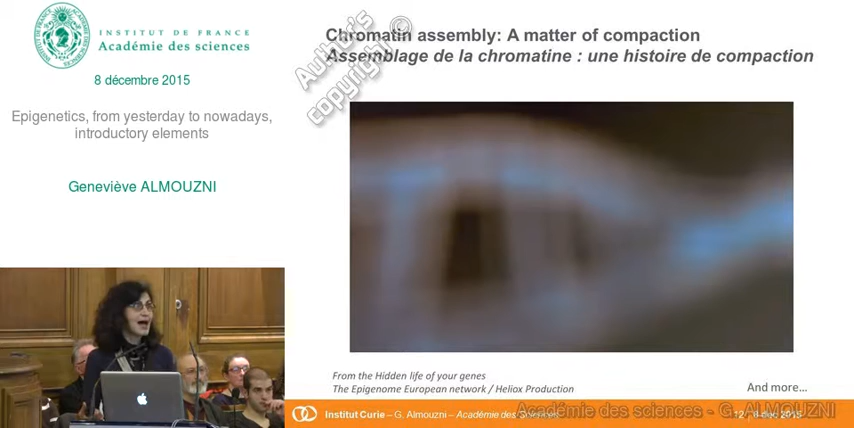 INSTITUT DE FRANCE
Académie des sciences
8 décembre 2015
Epigenetics, from yesterday to nowadays,
introductory elements
Geneviève ALMOUZNI
Chromatin assembly: A matter of compaction
Assemblage de la chromatine : une histoire de compaction
Author's
copyright ©
From the Hidden life of your genes
The Epigenome European network / Heliox Production
And more...
Institut Curie – G. Almouzni – Académie des Sciences
Académie des sciences - G. ALMOUZNI